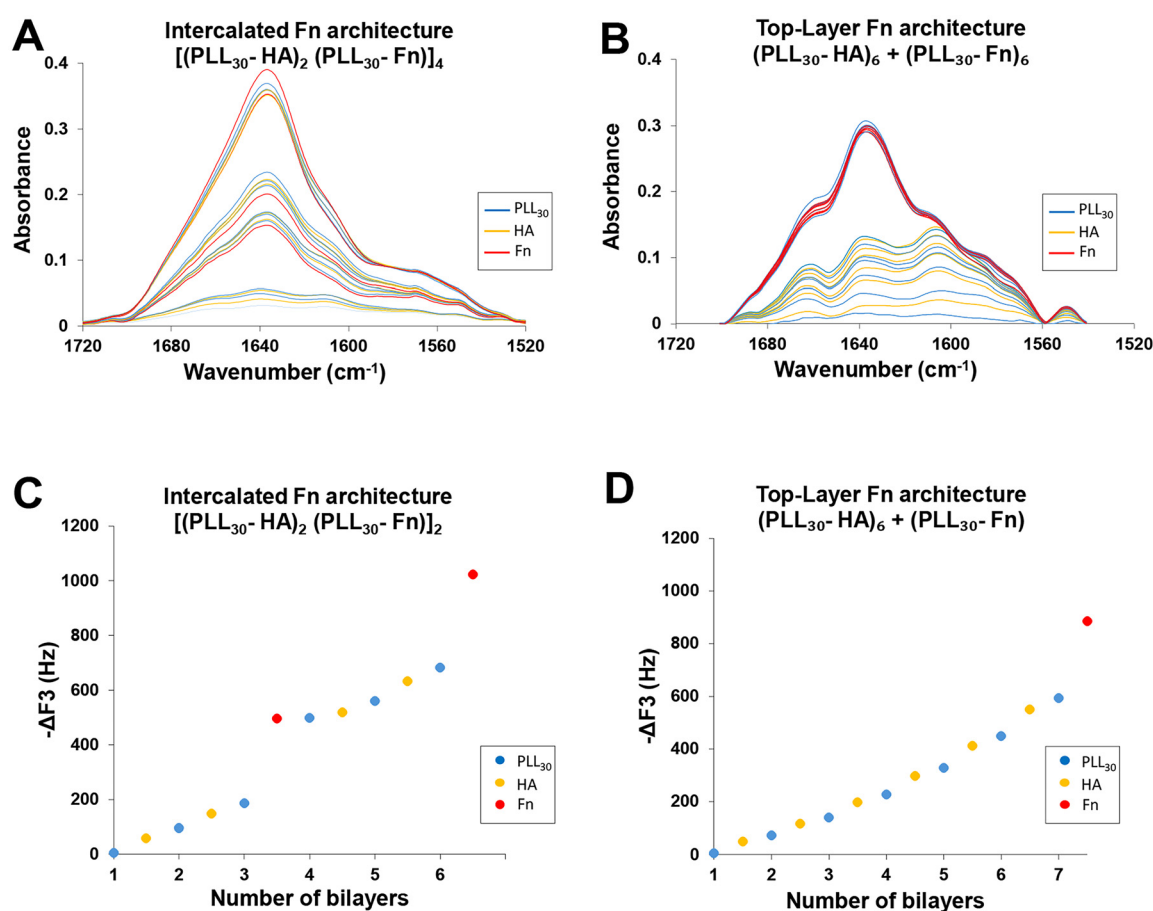 A
Intercalated Fn architecture
[(PLL₃₀- HA)₂ (PLL₃₀- Fn)]₄
0.4
0.3
0.2
0.1
0
Absorbance
1720 1680 1640 1600 1560 1520
Wavenumber (cm⁻¹)
PLL₃₀
HA
Fn
B
Top-Layer Fn architecture
(PLL₃₀- HA)₆ + (PLL₃₀- Fn)₆
0.4
0.3
0.2
0.1
0
Absorbance
1720 1680 1640 1600 1560 1520
Wavenumber (cm⁻¹)
PLL₃₀
HA
Fn
C
Intercalated Fn architecture
[(PLL₃₀- HA)₂ (PLL₃₀- Fn)]₂
1200
1000
800
600
400
200
0
-ΔF3 (Hz)
1 2 3 4 5 6
Number of bilayers
PLL₃₀
HA
Fn
D
Top-Layer Fn architecture
(PLL₃₀- HA)₆ + (PLL₃₀- Fn)
1200
1000
800
600
400
200
0
-ΔF3 (Hz)
1 2 3 4 5 6 7
Number of bilayers
PLL₃₀
HA
Fn